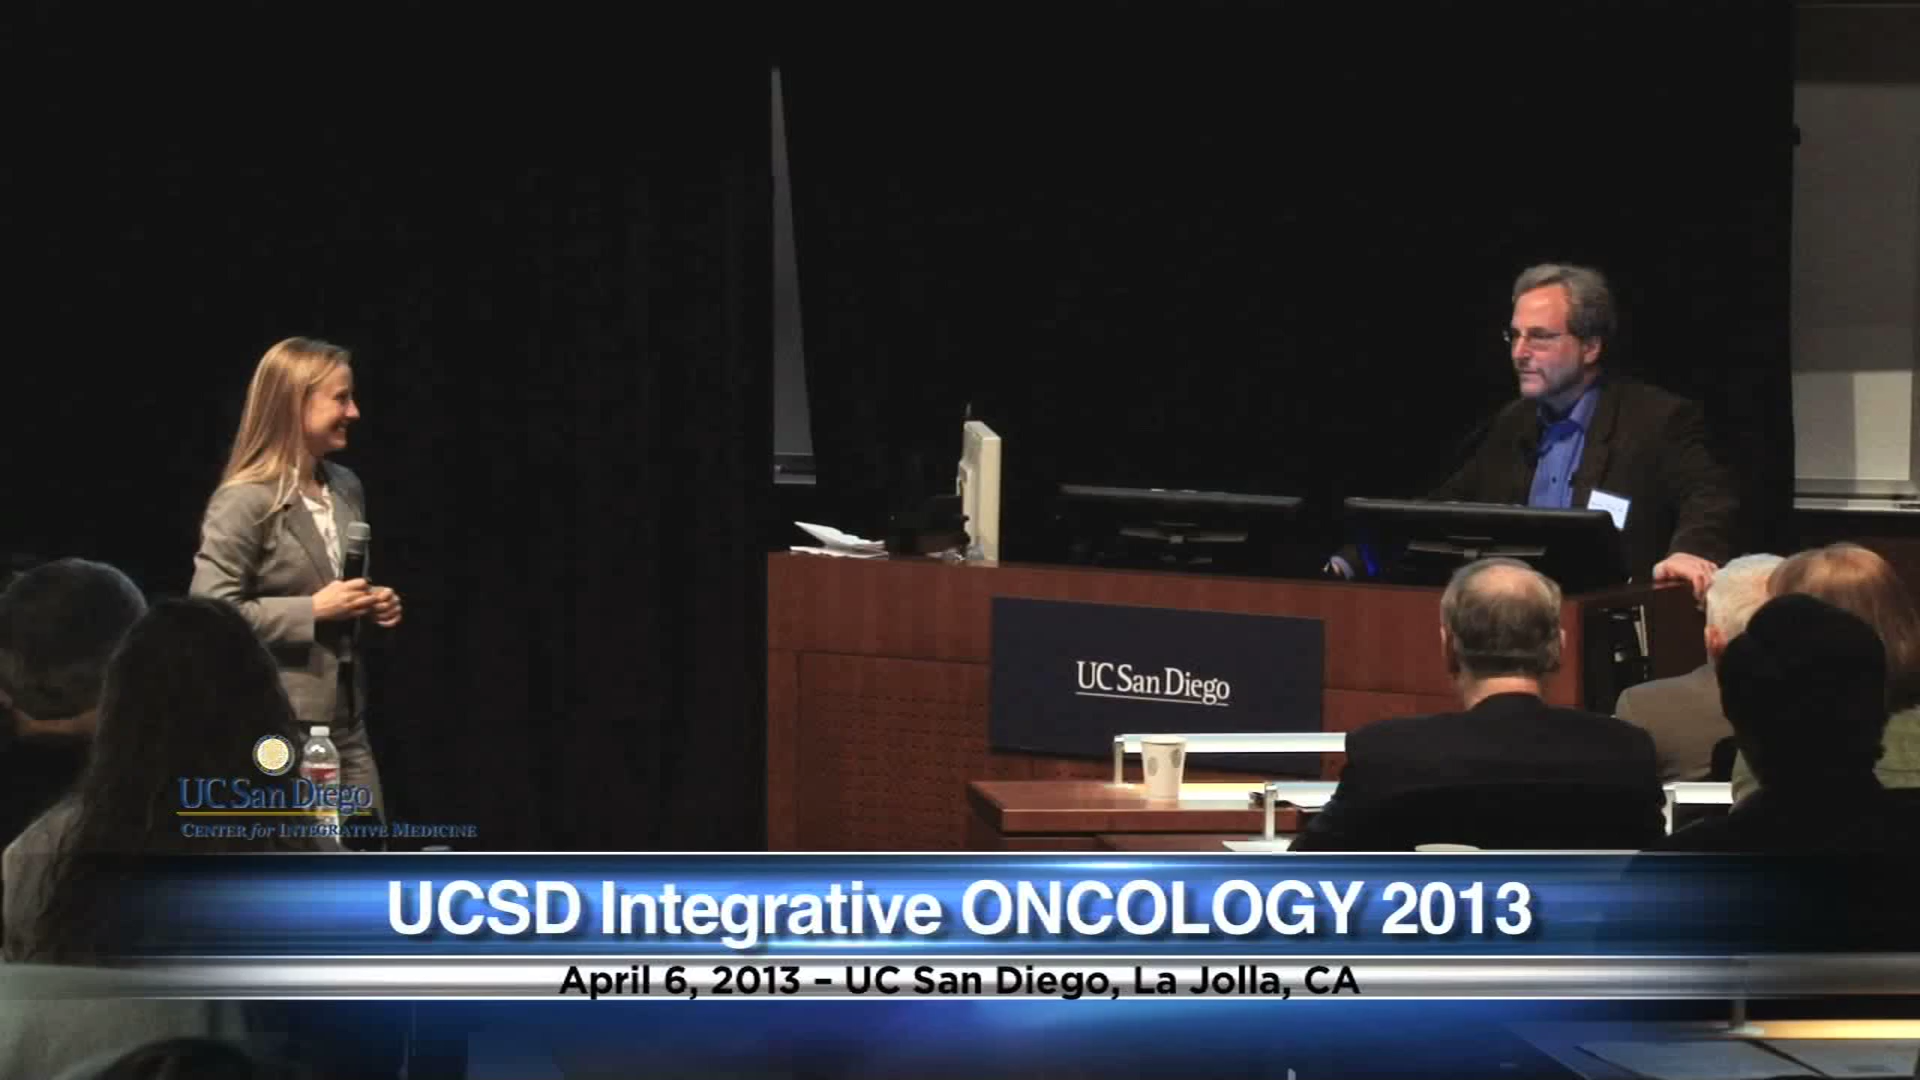 UC San Diego
UC San Diego
CENTER for INTEGRATIVE MEDICINE
UCSD Integrative ONCOLOGY 2013
April 6, 2013 – UC San Diego, La Jolla, CA